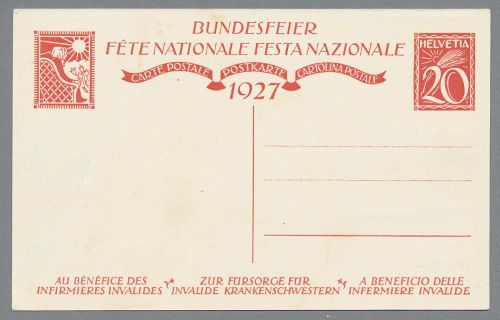 BUNDESFEIER
FÊTE NATIONALE FESTA NAZIONALE
CARTE POSTALE POSTKARTE CARTOLINA POSTALE
1927
HELVETIA
20
AU BÉNÉFICE DES ZUR FÜRSORGE FÜR A BENEFICIO DELLE
INFIRMIÈRES INVALIDES INVALIDE KRANKENSCHWESTERN INFERMIERE INVALIDE